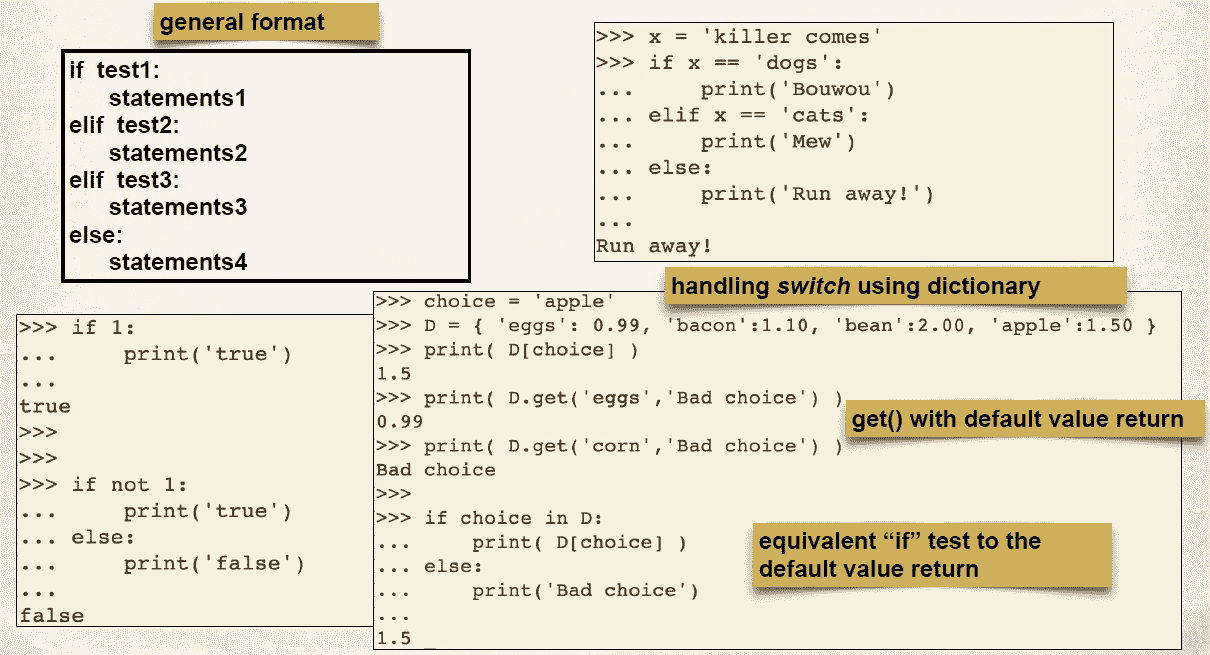 general format
if test1:
    statements1
elif test2:
    statements2
elif test3:
    statements3
else:
    statements4
>>> x = 'killer comes'
>>> if x == 'dogs':
...     print('Bouwou')
... elif x == 'cats':
...     print('Mew')
... else:
...     print('Run away!')
...
Run away!
>>> if 1:
...     print('true')
...
true
>>>
>>>
>>> if not 1:
...     print('true')
... else:
...     print('false')
...
false
handling switch using dictionary
>>> choice = 'apple'
>>> D = { 'eggs': 0.99, 'bacon':1.10, 'bean':2.00, 'apple':1.50 }
>>> print( D[choice] )
1.5
>>> print( D.get('eggs','Bad choice') )
0.99
>>> print( D.get('corn','Bad choice') )
Bad choice
>>>
>>> if choice in D:
...     print( D[choice] )
... else:
...     print('Bad choice')
...
1.5
get() with default value return
equivalent “if” test to the
default value return